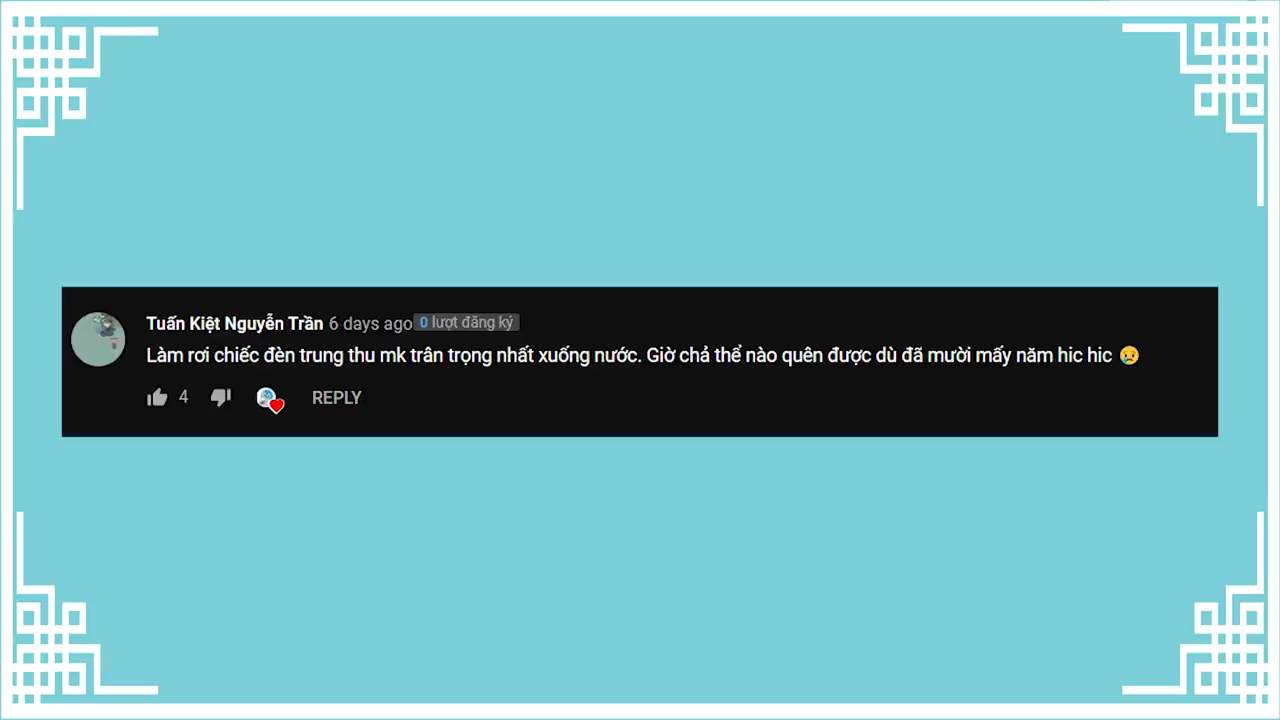 Tuấn Kiệt Nguyễn Trần 6 days ago 0 lượt đăng ký
Làm rơi chiếc đèn trung thu mk trân trọng nhất xuống nước. Giờ chả thể nào quên được dù đã mười mấy năm hic hic 😥
4 REPLY